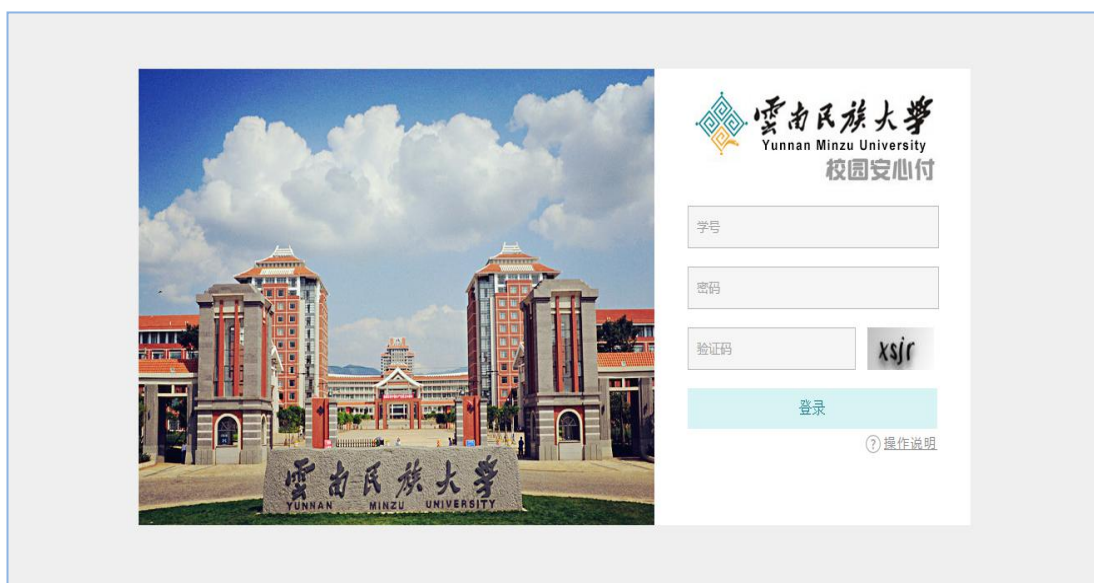 雲南民族大學
Yunnan Minzu University
校园安心付
学号
密码
验证码
xsjr
登录
? 操作说明
雲南民族大學
YUNNAN MINZU UNIVERSITY